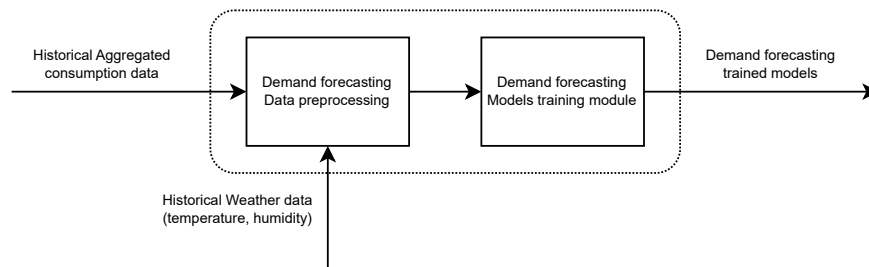 Historical Aggregated
consumption data
Demand forecasting
Data preprocessing
Demand forecasting
Models training module
Demand forecasting
trained models
Historical Weather data
(temperature, humidity)